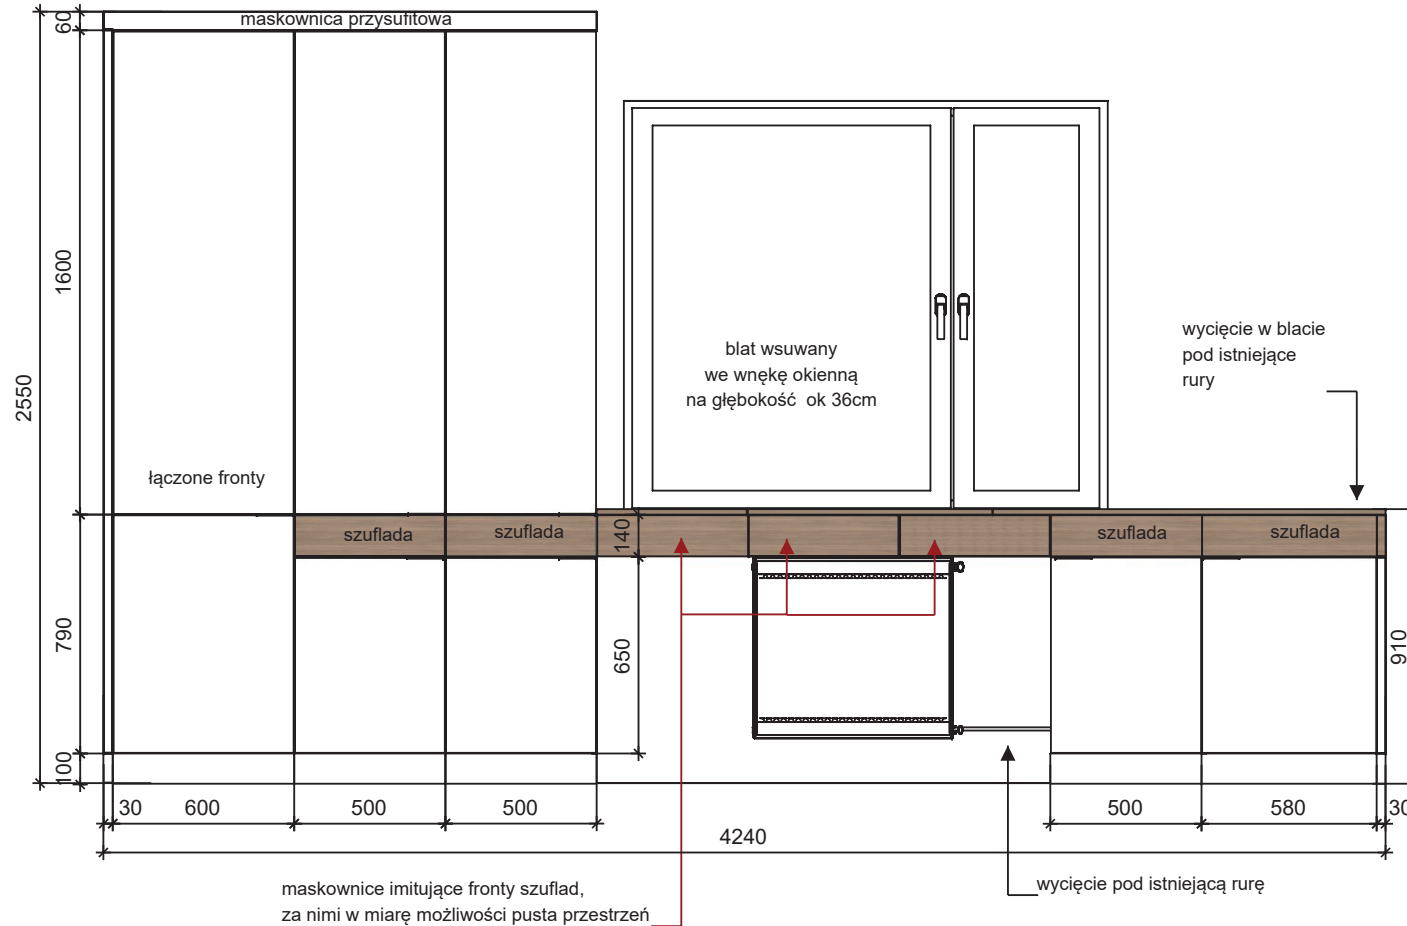 maskownica przysufitowa
60
1600
2550
blat wsuwany
we wnękę okienną
na głębokość ok 36cm
wycięcie w blacie
pod istniejące
rury
łączone fronty
szuflada
szuflada
140
szuflada
szuflada
790
650
910
100
30
600
500
500
500
580
30
4240
maskownice imitujące fronty szuflad,
za nimi w miarę możliwości pusta przestrzeń
wycięcie pod istniejącą rurę